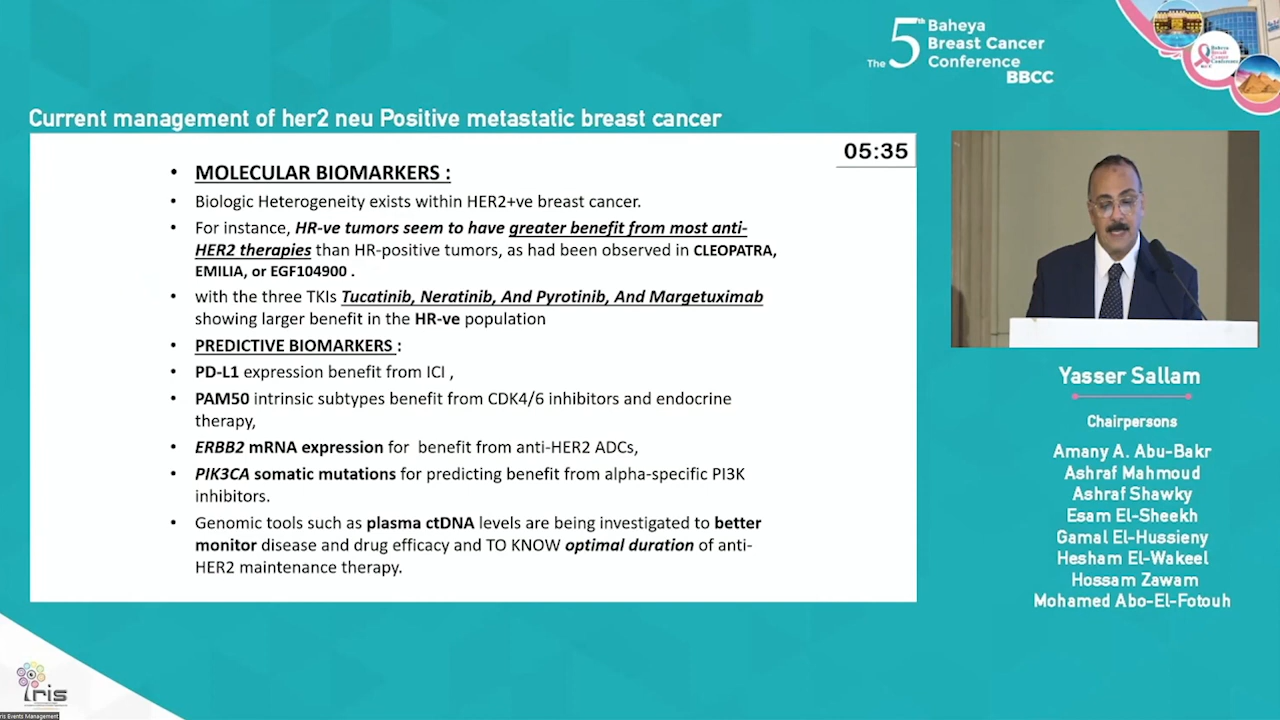 The 5th Baheya
Breast Cancer
Conference
BBCC
Current management of her2 neu Positive metastatic breast cancer
05:35
• MOLECULAR BIOMARKERS :
• Biologic Heterogeneity exists within HER2+ve breast cancer.
• For instance, HR-ve tumors seem to have greater benefit from most anti-
HER2 therapies than HR-positive tumors, as had been observed in CLEOPATRA,
EMILIA, or EGF104900 .
• with the three TKIs Tucatinib, Neratinib, And Pyrotinib, And Margetuximab
showing larger benefit in the HR-ve population
• PREDICTIVE BIOMARKERS :
• PD-L1 expression benefit from ICI ,
• PAM50 intrinsic subtypes benefit from CDK4/6 inhibitors and endocrine
therapy,
• ERBB2 mRNA expression for benefit from anti-HER2 ADCs,
• PIK3CA somatic mutations for predicting benefit from alpha-specific PI3K
inhibitors.
• Genomic tools such as plasma ctDNA levels are being investigated to better
monitor disease and drug efficacy and TO KNOW optimal duration of anti-
HER2 maintenance therapy.
Yasser Sallam
Chairpersons
Amany A. Abu-Bakr
Ashraf Mahmoud
Ashraf Shawky
Esam El-Sheekh
Gamal El-Hussieny
Hesham El-Wakeel
Hossam Zawam
Mohamed Abo-El-Fotouh
Iris
Iris Events Management